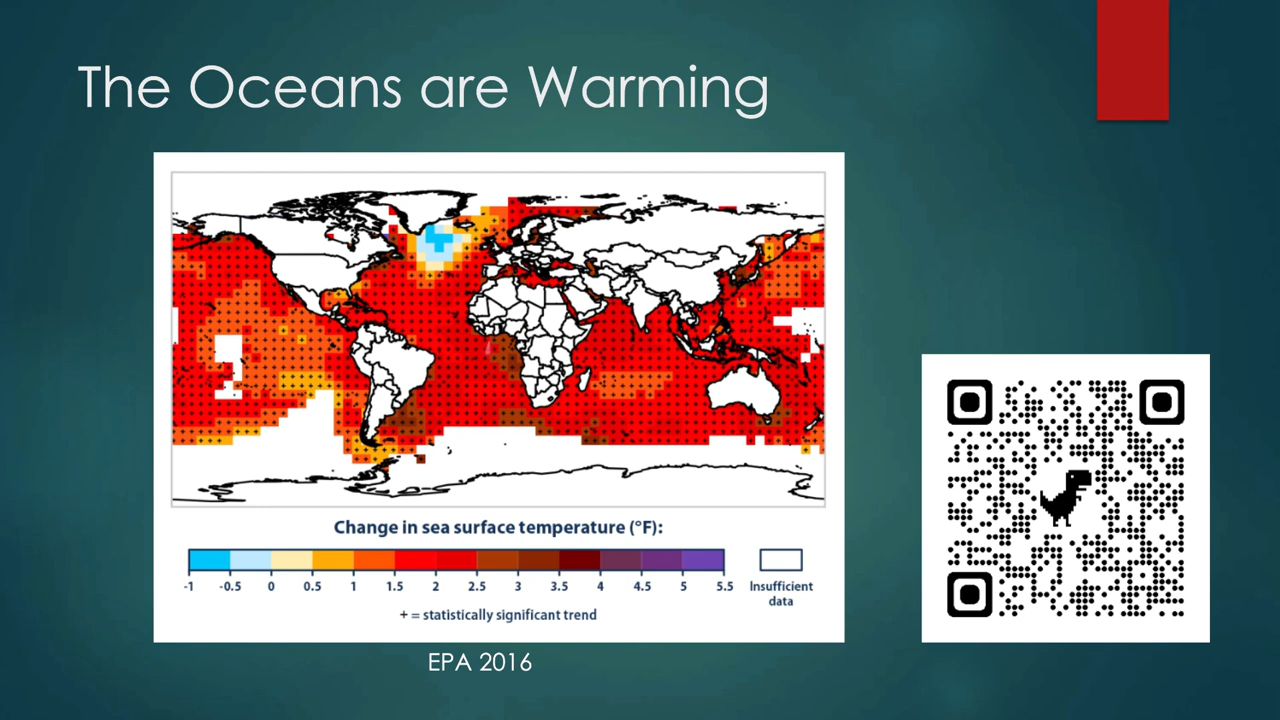 The Oceans are Warming
Change in sea surface temperature (°F):
-1 -0.5 0 0.5 1 1.5 2 2.5 3 3.5 4 4.5 5 5.5
Insufficient
data
+ = statistically significant trend
EPA 2016